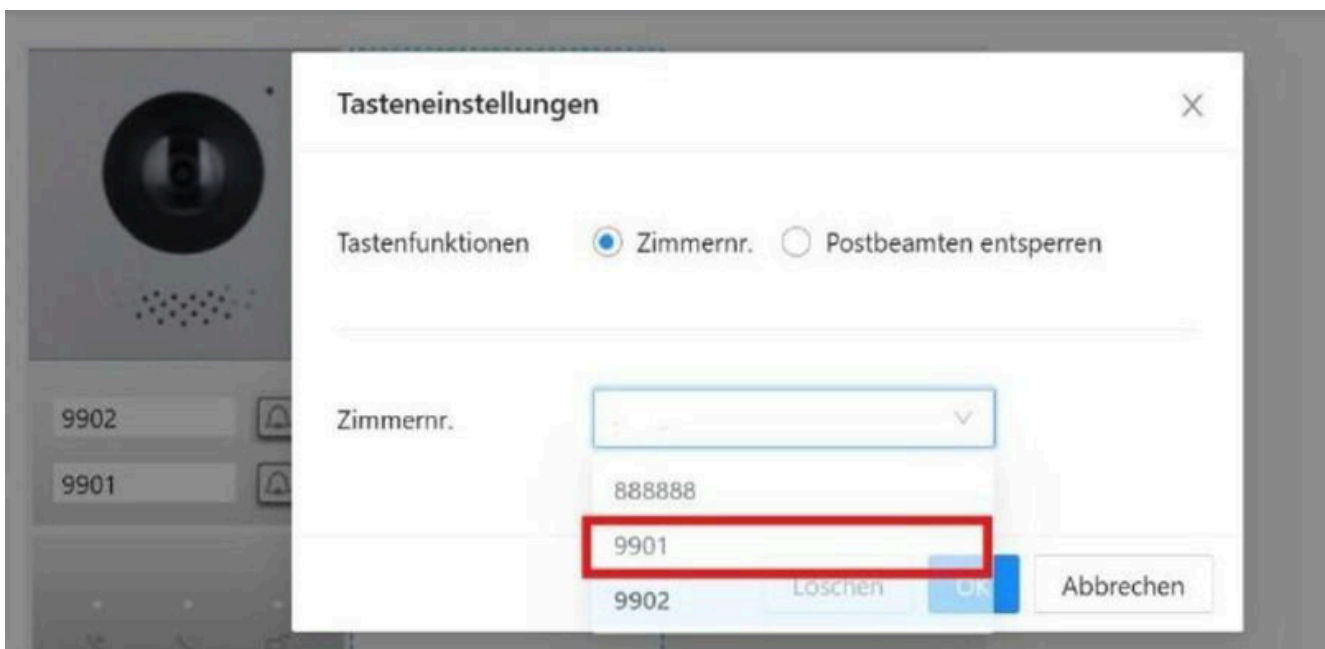 Tasteneinstellungen
Tastenfunktionen Zimmernr. Postbeamten entsperren
9902 Zimmernr.
9901
888888
9901
9902 Löschen OK Abbrechen